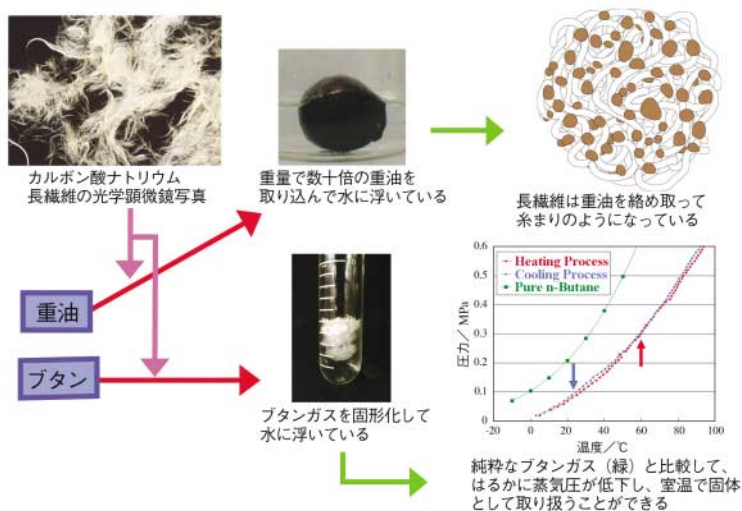 カルボン酸ナトリウム
長繊維の光学顕微鏡写真
重量で数十倍の重油を
取り込んで水に浮いている
長繊維は重油を絡め取って
糸まりのようになっている
重油
ブタン
ブタンガスを固形化して
水に浮いている
Heating Process
Cooling Process
Pure n-Butane
圧力／MPa
0.6
0.5
0.4
0.3
0.2
0.1
0
-20
0
20
40
60
80
100
温度／℃
純粋なブタンガス（緑）と比較して、
はるかに蒸気圧が低下し、室温で固体
として取り扱うことができる